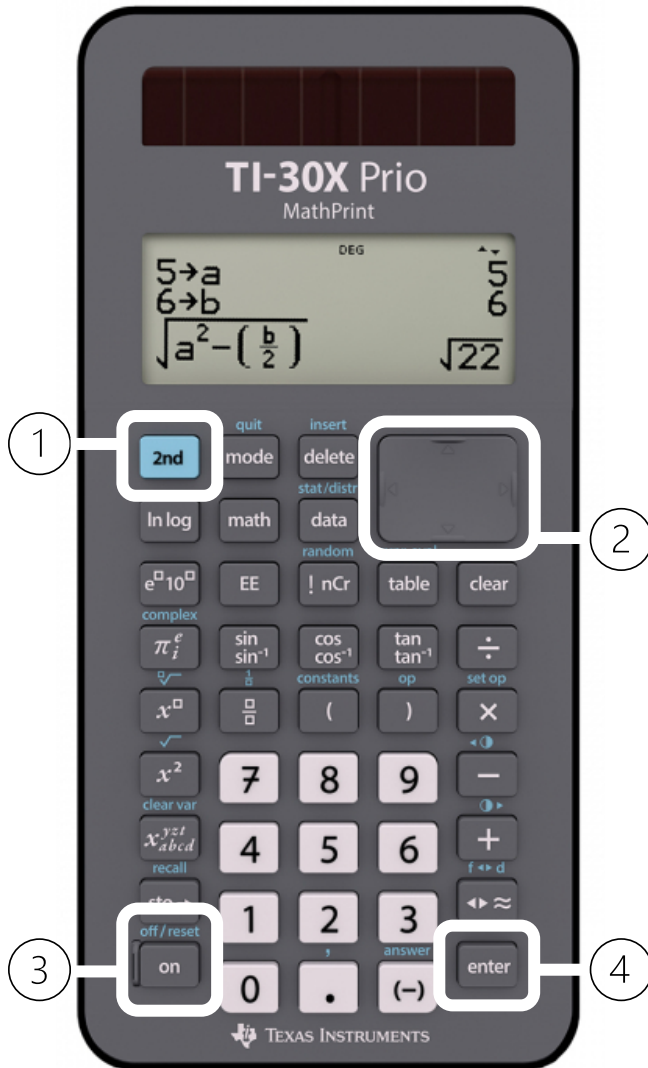 TI-30X Prio
MathPrint
DEG
5→a 5
6→b 6
√(a²−(b/2)) √22
quit insert
1 2nd mode delete
stat/distr
ln log math data 2
random
e□10□ EE ! nCr table clear
complex
π e i sin sin⁻¹ cos cos⁻¹ tan tan⁻¹ ÷
□√ 1/□ constants op set op
x□ □/□ ( ) ×
√
x² 7 8 9 −
clear var
x yzt abcd 4 5 6 +
recall f ◂▸ d
1 2 3 ◂▸ ≈
off/reset , answer
3 on 0 . (−) enter 4
TEXAS INSTRUMENTS